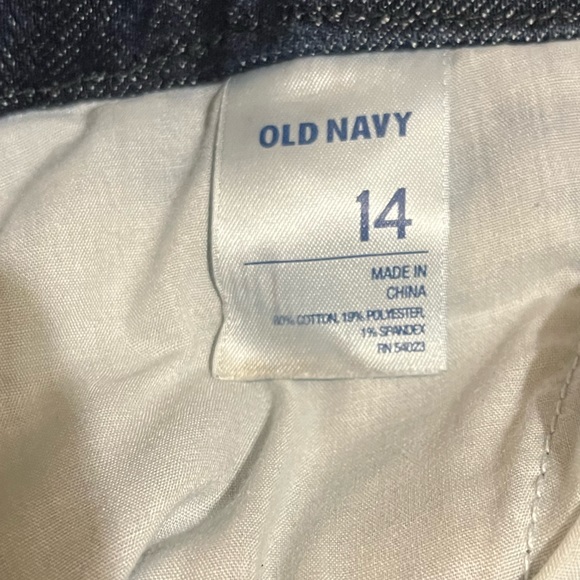 OLD NAVY
14
MADE IN
CHINA
80% COTTON, 19% POLYESTER,
1% SPANDEX
RN 54023